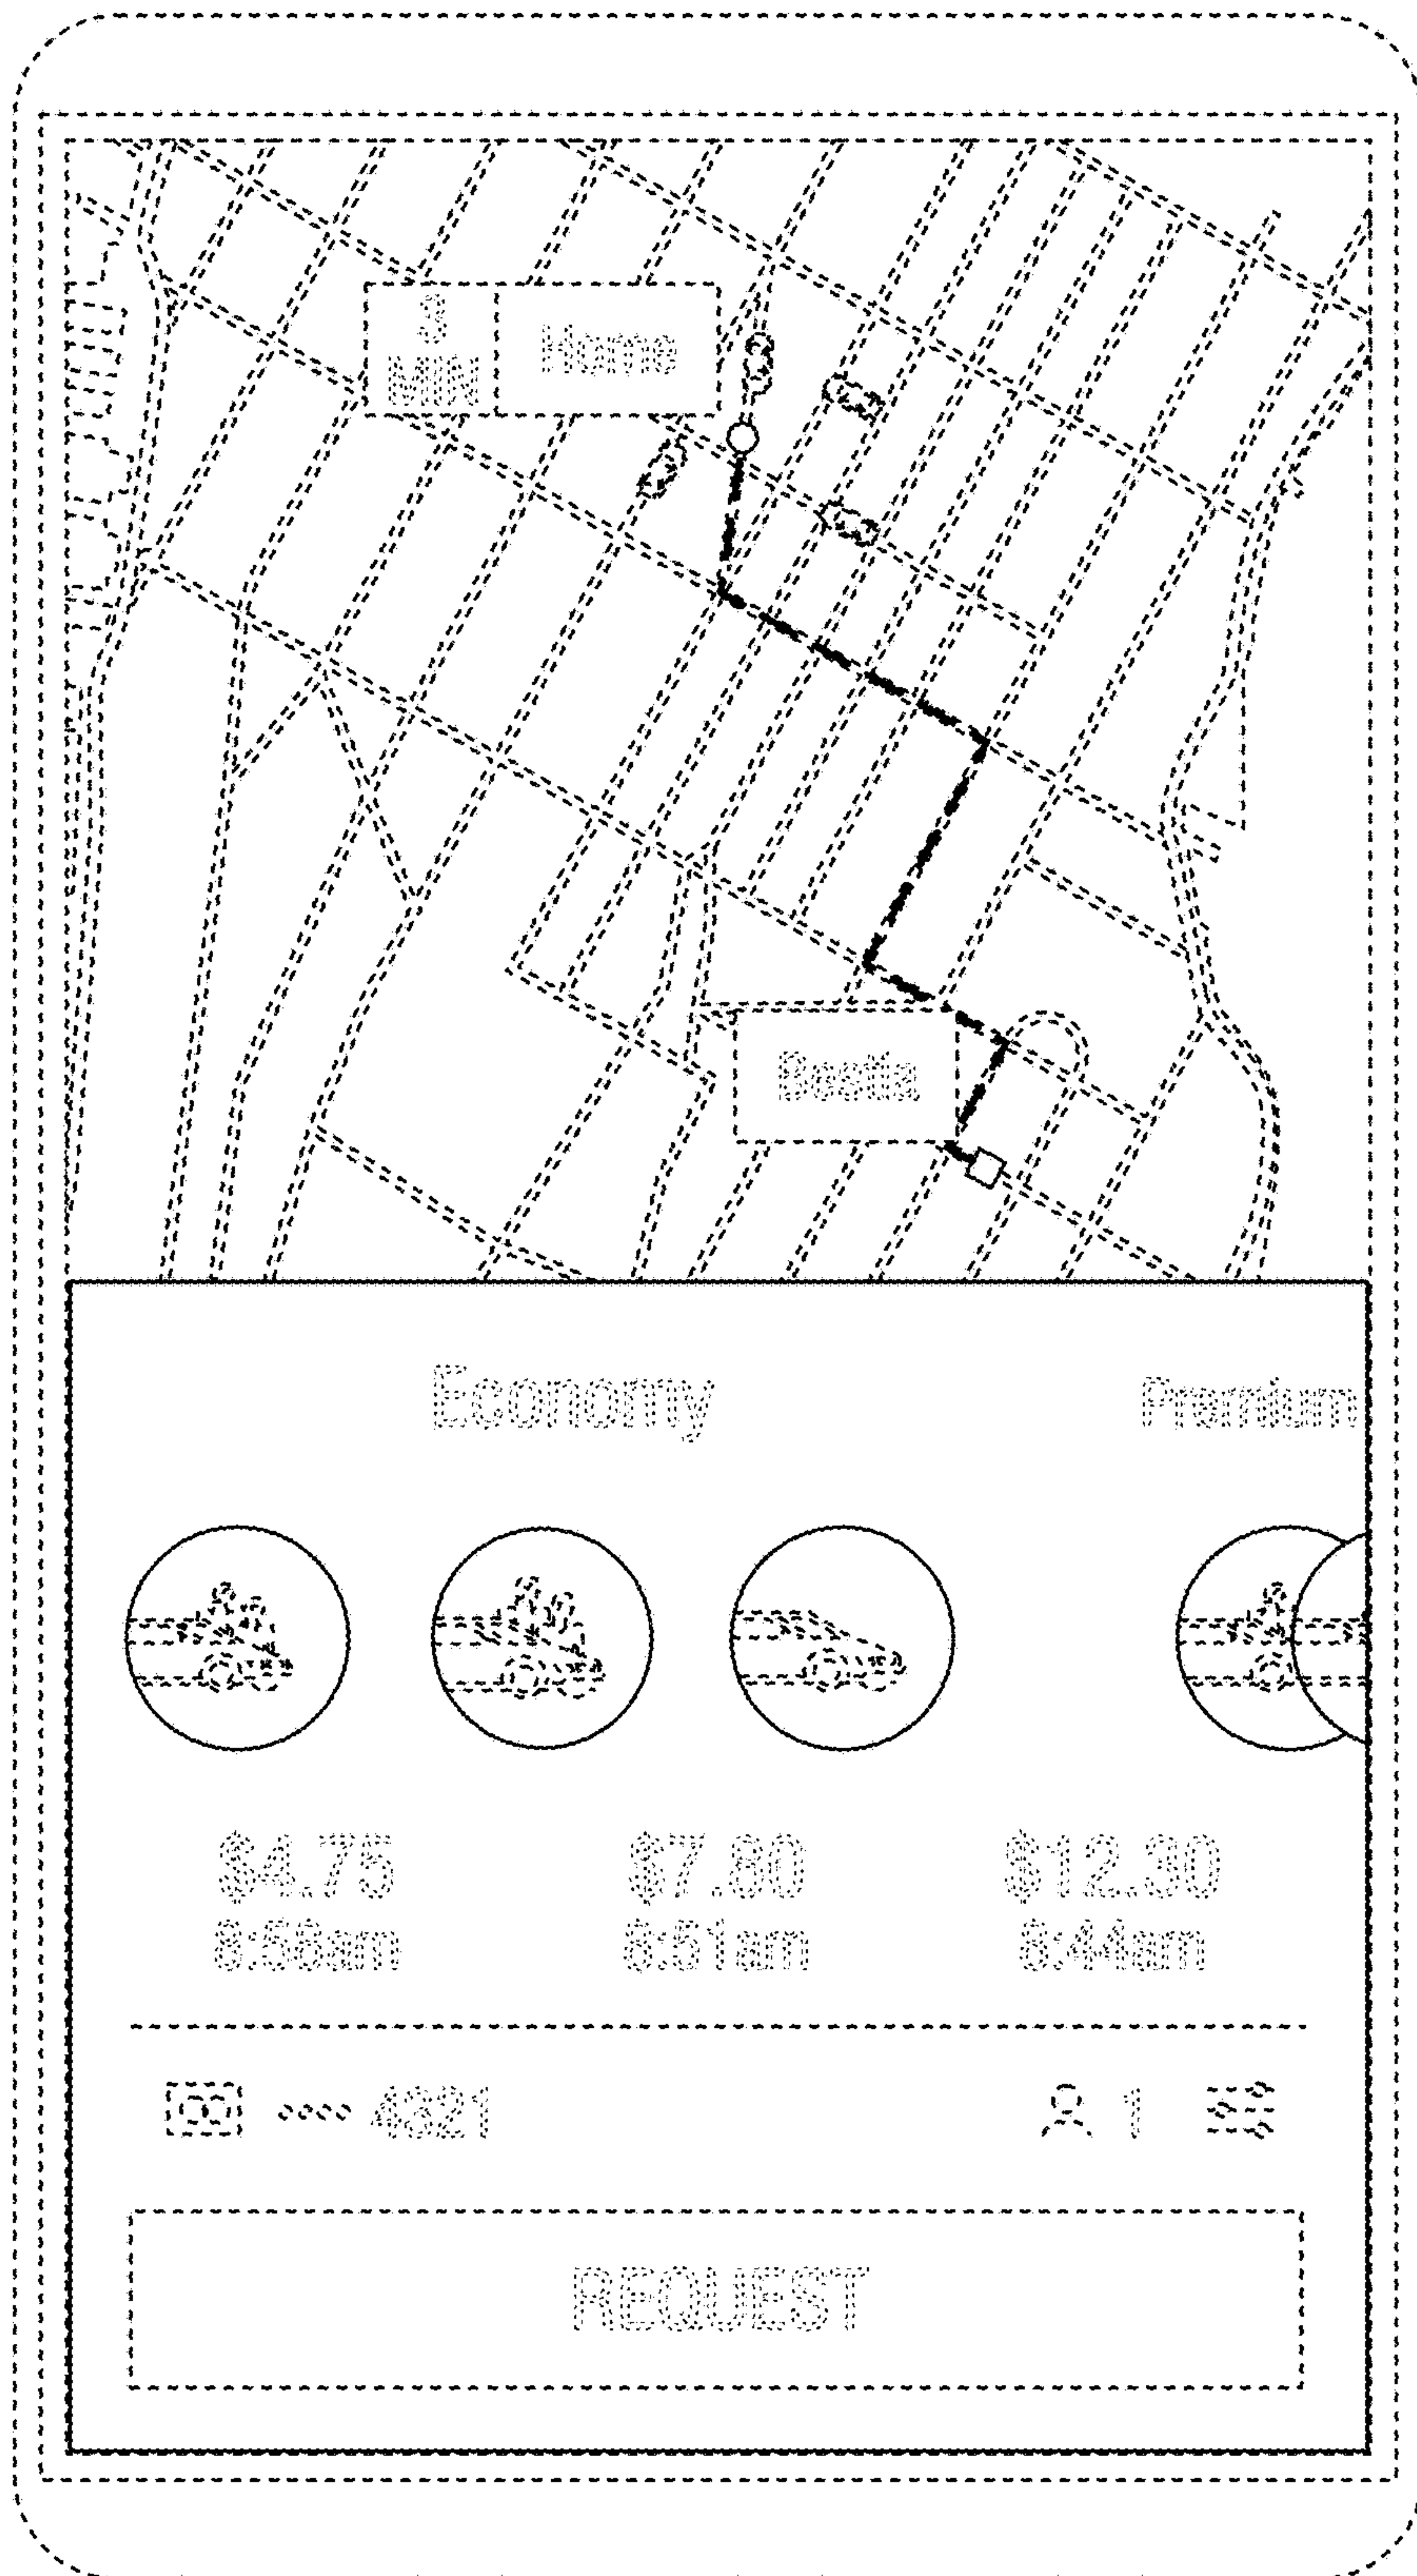 3
MIN
Home
Bestia
Economy
Premium
$4.75
$7.80
$12.30
8:58am
8:51am
8:44am
4321
1
REQUEST